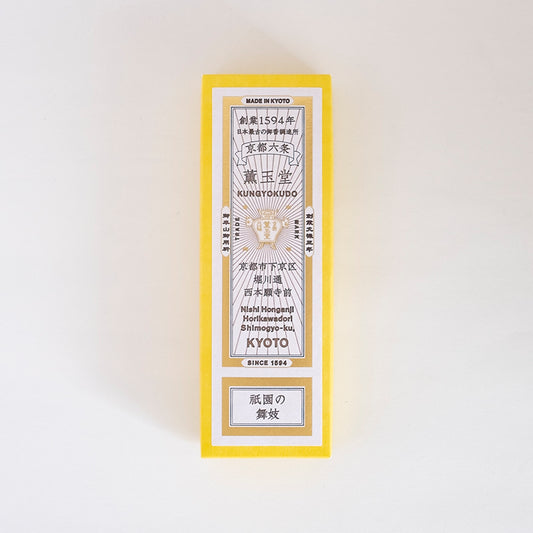 MADE IN KYOTO
創業1594年
日本最古の御香調進所
京都六条
薫玉堂
KUNGYOKUDO
TRADE
MARK
京都市下京区
堀川通
西本願寺前
Nishi Honganji
Horikawadori
Shimogyo-ku,
KYOTO
SINCE 1594
祇園の
舞妓